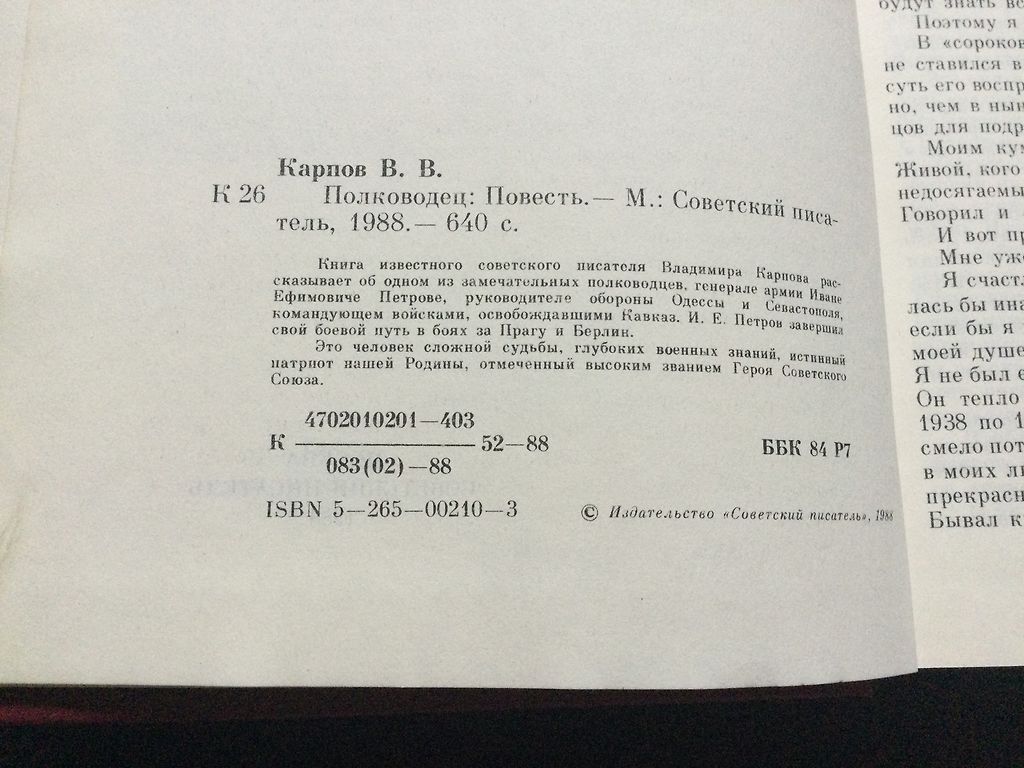 Карпов В. В.
К 26 Полководец: Повесть.— М.: Советский писа-
тель, 1988.— 640 с.
Книга известного советского писателя Владимира Карпова рас-
сказывает об одном из замечательных полководцев, генерале армии Иване
Ефимовиче Петрове, руководителе обороны Одессы и Севастополя,
командующем войсками, освобождавшими Кавказ. И. Е. Петров завершил
свой боевой путь в боях за Прагу и Берлин.
Это человек сложной судьбы, глубоких военных знаний, истинный
патриот нашей Родины, отмеченный высоким званием Героя Советского
Союза.
4702010201—403
К 52—88
083(02)—88
ББК 84 Р7
ISBN 5—265—00210—3
© Издательство «Советский писатель», 1988
будут знать
Поэтому я
В «сороков
не ставился в
суть его воспр
но, чем в нын
цов для подр
Моим
Живой, кого
недосягаемы
Говорил и
И вот пр
Мне уже
Я счаст
лась бы
если бы я
моей душе
Я не был
Он тепло
1938 по 1
смело пот
в моих
прекрасн
Бывал к